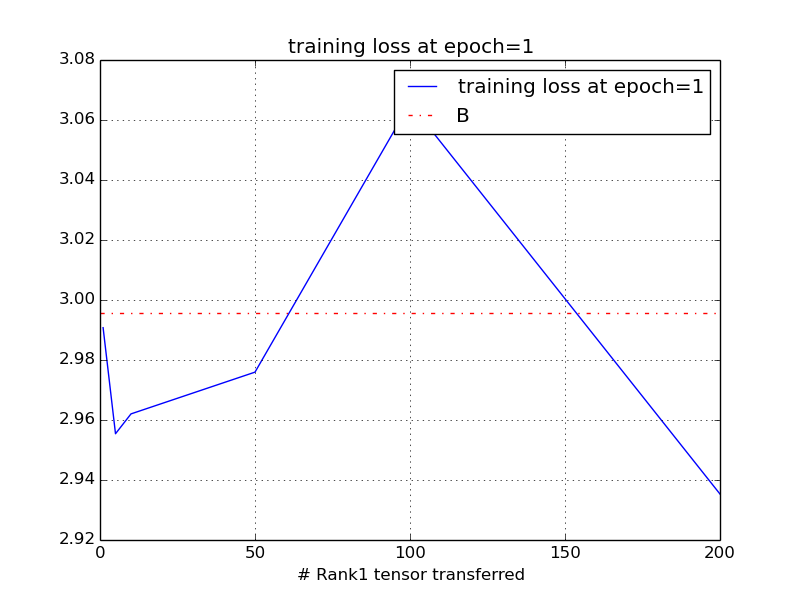 training loss at epoch=1
3.08
3.06
3.04
3.02
3.00
2.98
2.96
2.94
2.92
training loss at epoch=1
B
0 50 100 150 200
# Rank1 tensor transferred